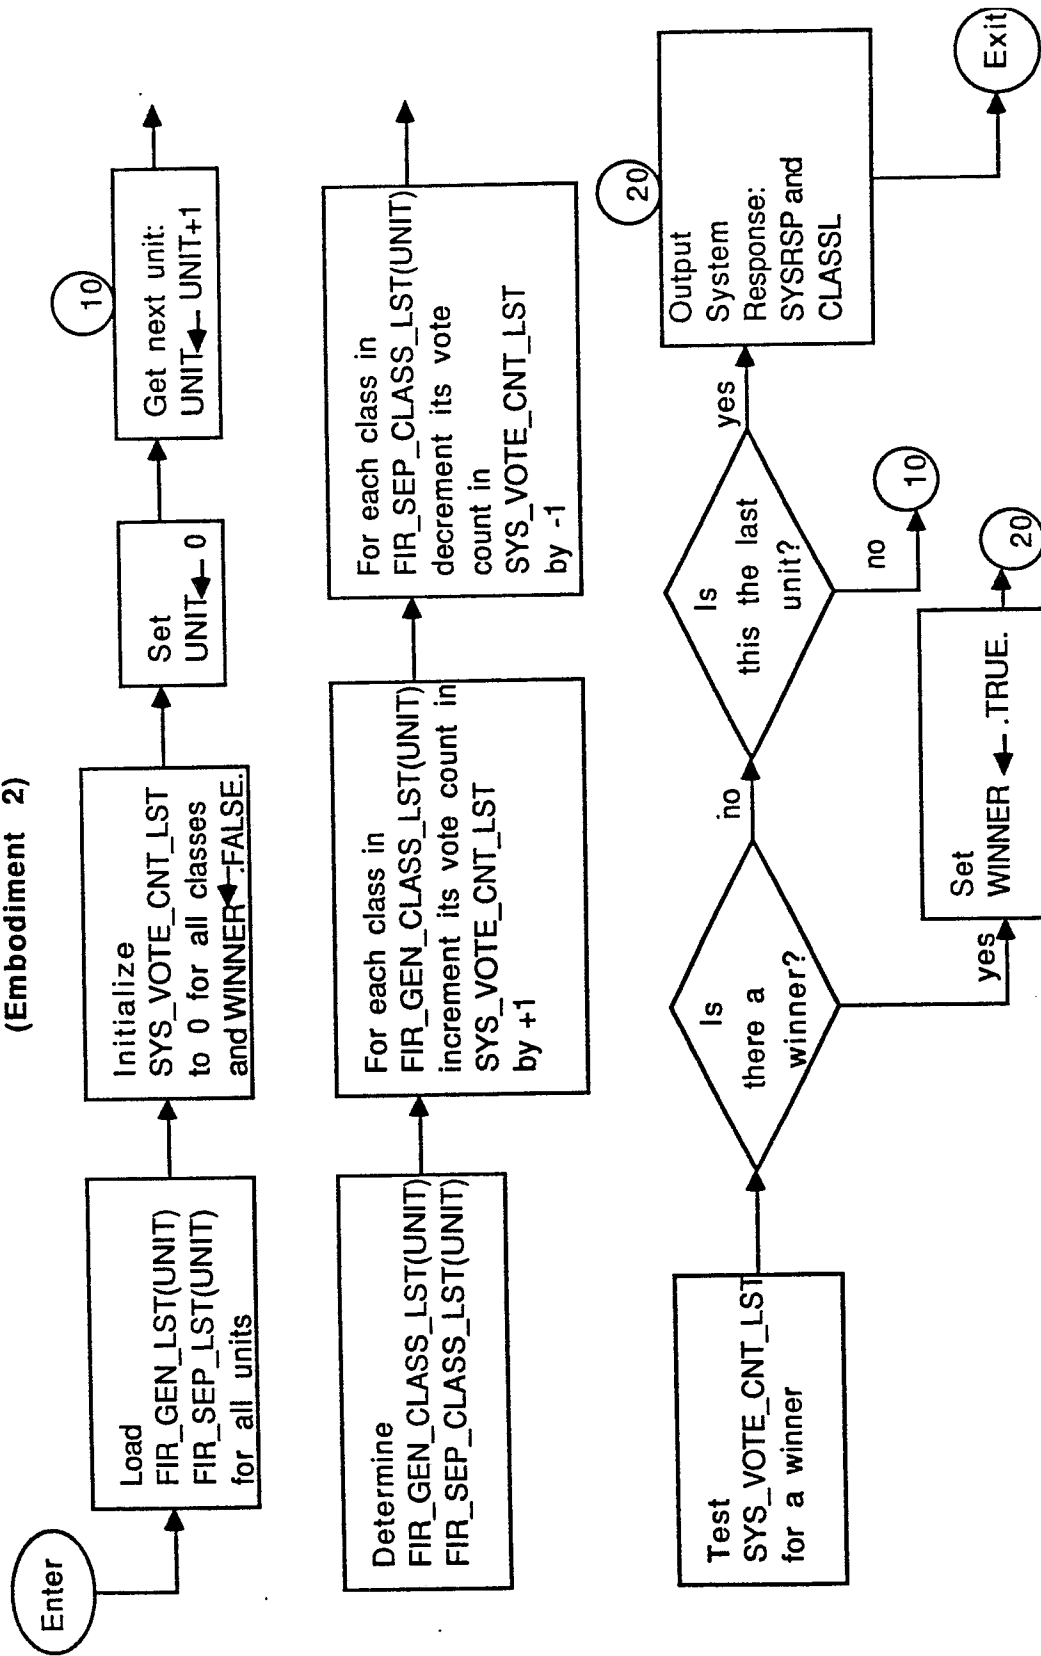 (Embodiment 2)
Enter
Load
FIR_GEN_LST(UNIT)
FIR_SEP_LST(UNIT)
for all units
Initialize
SYS_VOTE_CNT_LST
to 0 for all classes
and WINNER ← .FALSE.
Set
UNIT ← 0
10
Get next unit:
UNIT ← UNIT+1
Determine
FIR_GEN_CLASS_LST(UNIT)
FIR_SEP_CLASS_LST(UNIT)
For each class in
FIR_GEN_CLASS_LST(UNIT)
increment its vote count in
SYS_VOTE_CNT_LST
by +1
For each class in
FIR_SEP_CLASS_LST(UNIT)
decrement its vote
count in
SYS_VOTE_CNT_LST
by -1
Test
SYS_VOTE_CNT_LST
for a winner
Is
there a
winner?
no
yes
Is
this the last
unit?
yes
no
10
Set
WINNER ← .TRUE.
20
20
Output
System
Response:
SYSRSP and
CLASSL
Exit